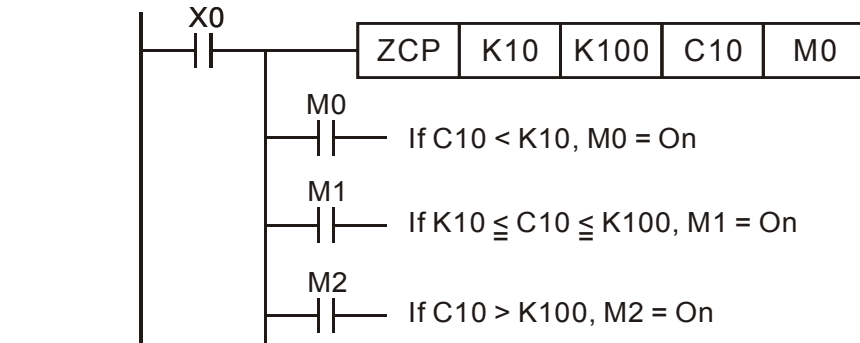 X0
ZCP K10 K100 C10 M0
M0
If C10 < K10, M0 = On
M1
If K10 ≦ C10 ≦ K100, M1 = On
M2
If C10 > K100, M2 = On